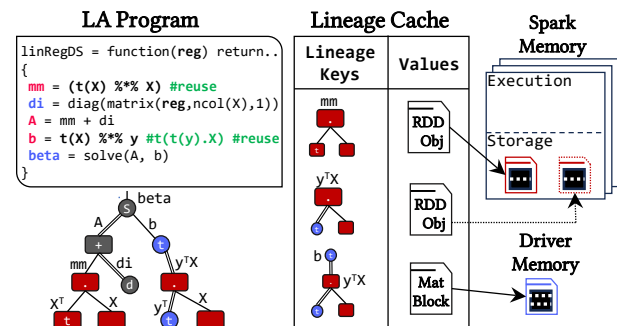 LA Program
linRegDS = function(reg) return..
{
mm = (t(X) %*% X) #reuse
di = diag(matrix(reg,ncol(X),1))
A = mm + di
b = t(X) %*% y #t(t(y).X) #reuse
beta = solve(A, b)
}
beta
S
A
b
+
t
mm
di
yᵀX
.
d
.
Xᵀ
X
yᵀ
X
t
t
Lineage Cache
Lineage
Keys
Values
mm
.
t
RDD
Obj
yᵀX
.
t
RDD
Obj
b
t
.
yᵀX
t
Mat
Block
Spark
Memory
Execution
Storage
Driver
Memory